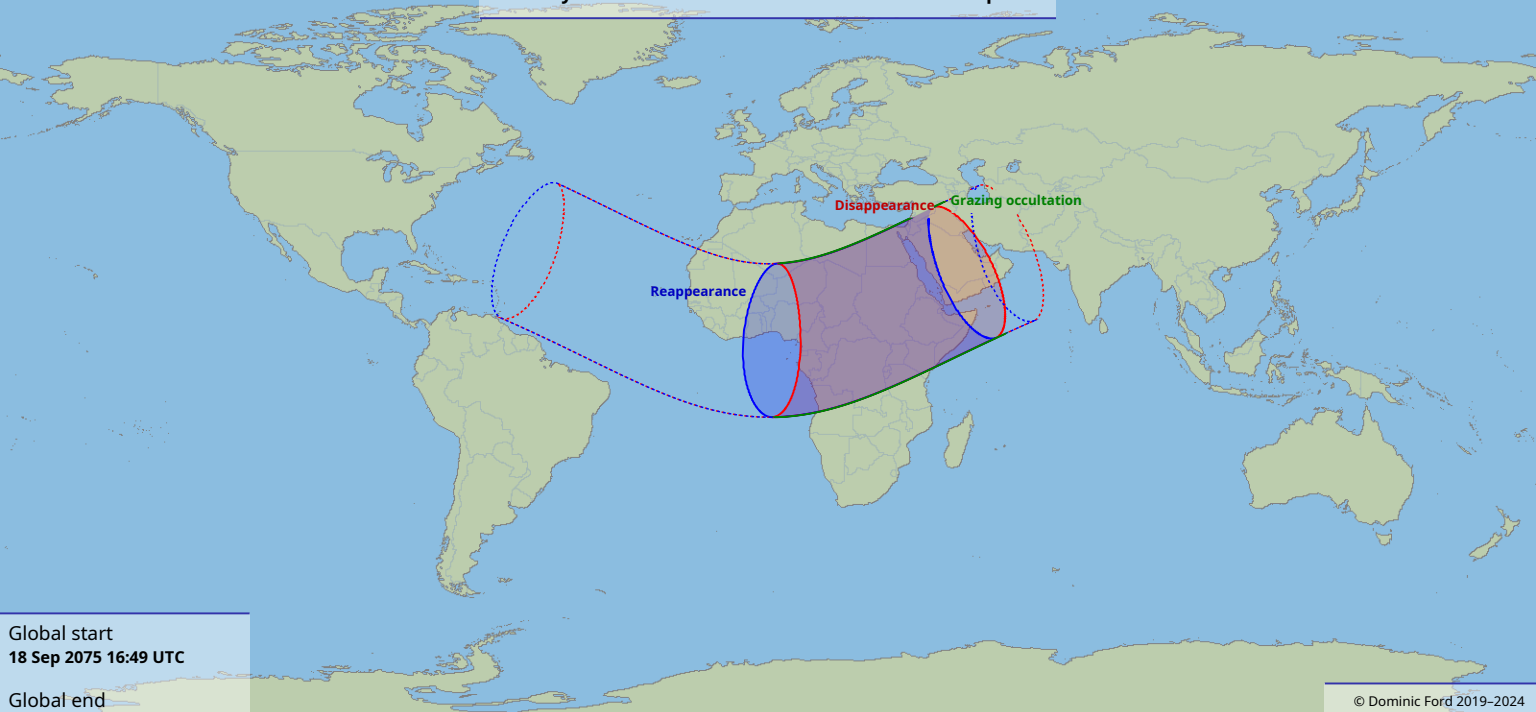 Disappearance
Grazing occultation
Reappearance
Global start
18 Sep 2075 16:49 UTC
Global end
© Dominic Ford 2019–2024